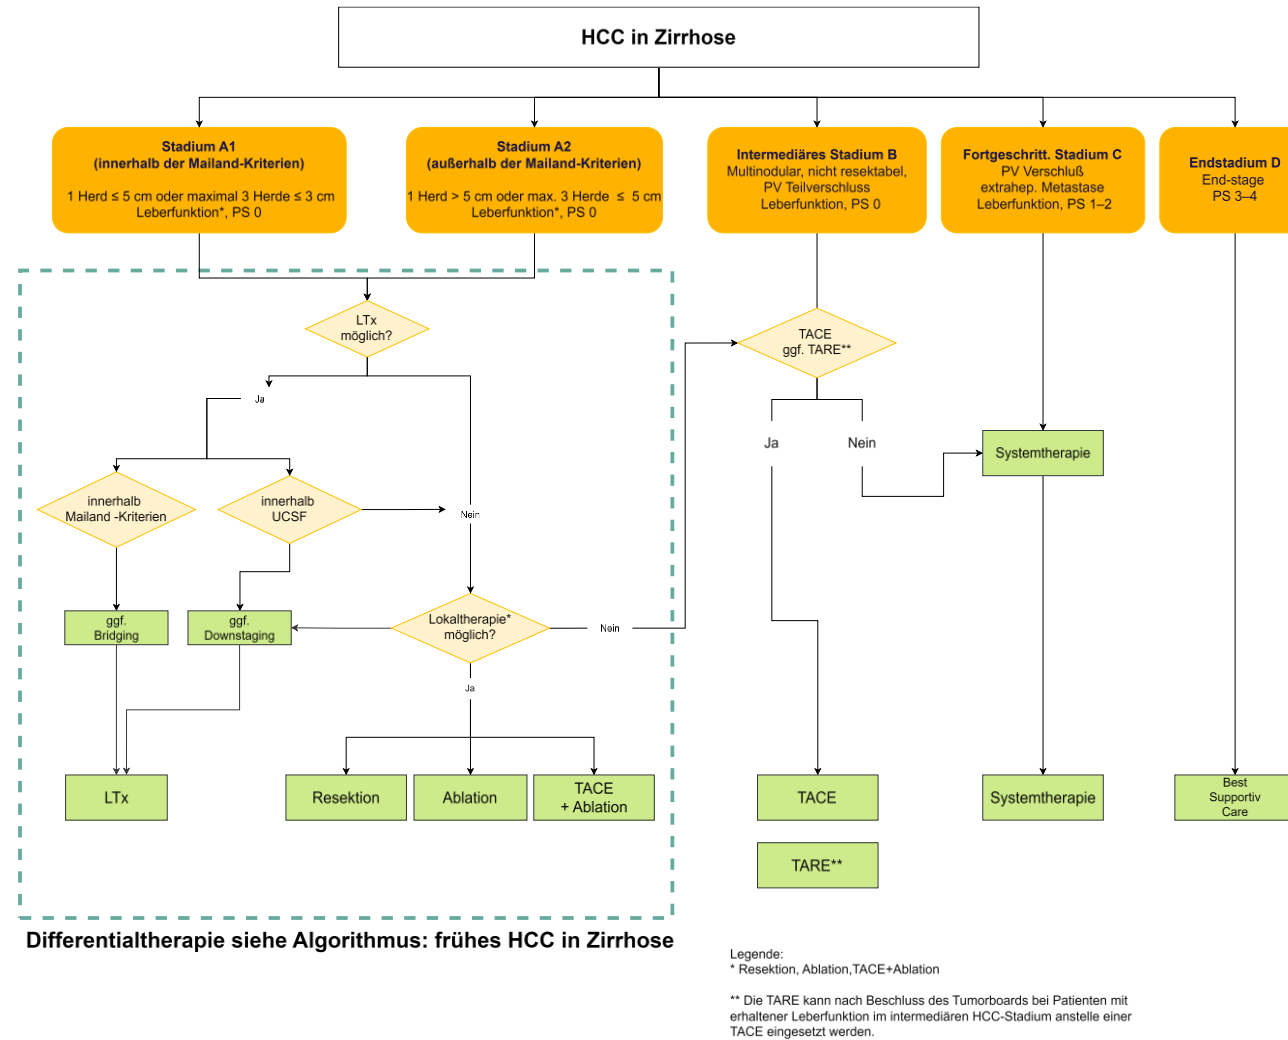 HCC in Zirrhose
Stadium A1
(innerhalb der Mailand-Kriterien)
1 Herd ≤ 5 cm oder maximal 3 Herde ≤ 3 cm
Leberfunktion*, PS 0
Stadium A2
(außerhalb der Mailand-Kriterien)
1 Herd > 5 cm oder max. 3 Herde ≤ 5 cm
Leberfunktion*, PS 0
Intermediäres Stadium B
Multinodular, nicht resektabel,
PV Teilverschluss
Leberfunktion, PS 0
Fortgeschritt. Stadium C
PV Verschluß
extrahep. Metastase
Leberfunktion, PS 1–2
Endstadium D
End-stage
PS 3–4
LTx
möglich?
TACE
ggf. TARE**
Ja
Ja
Nein
Systemtherapie
innerhalb
Mailand -Kriterien
innerhalb
UCSF
Nein
ggf.
Bridging
ggf.
Downstaging
Lokaltherapie*
möglich?
Nein
Ja
LTx
Resektion
Ablation
TACE
+ Ablation
TACE
Systemtherapie
Best
Supportiv
Care
TARE**
Differentialtherapie siehe Algorithmus: frühes HCC in Zirrhose
Legende:
* Resektion, Ablation,TACE+Ablation
** Die TARE kann nach Beschluss des Tumorboards bei Patienten mit
erhaltener Leberfunktion im intermediären HCC-Stadium anstelle einer
TACE eingesetzt werden.